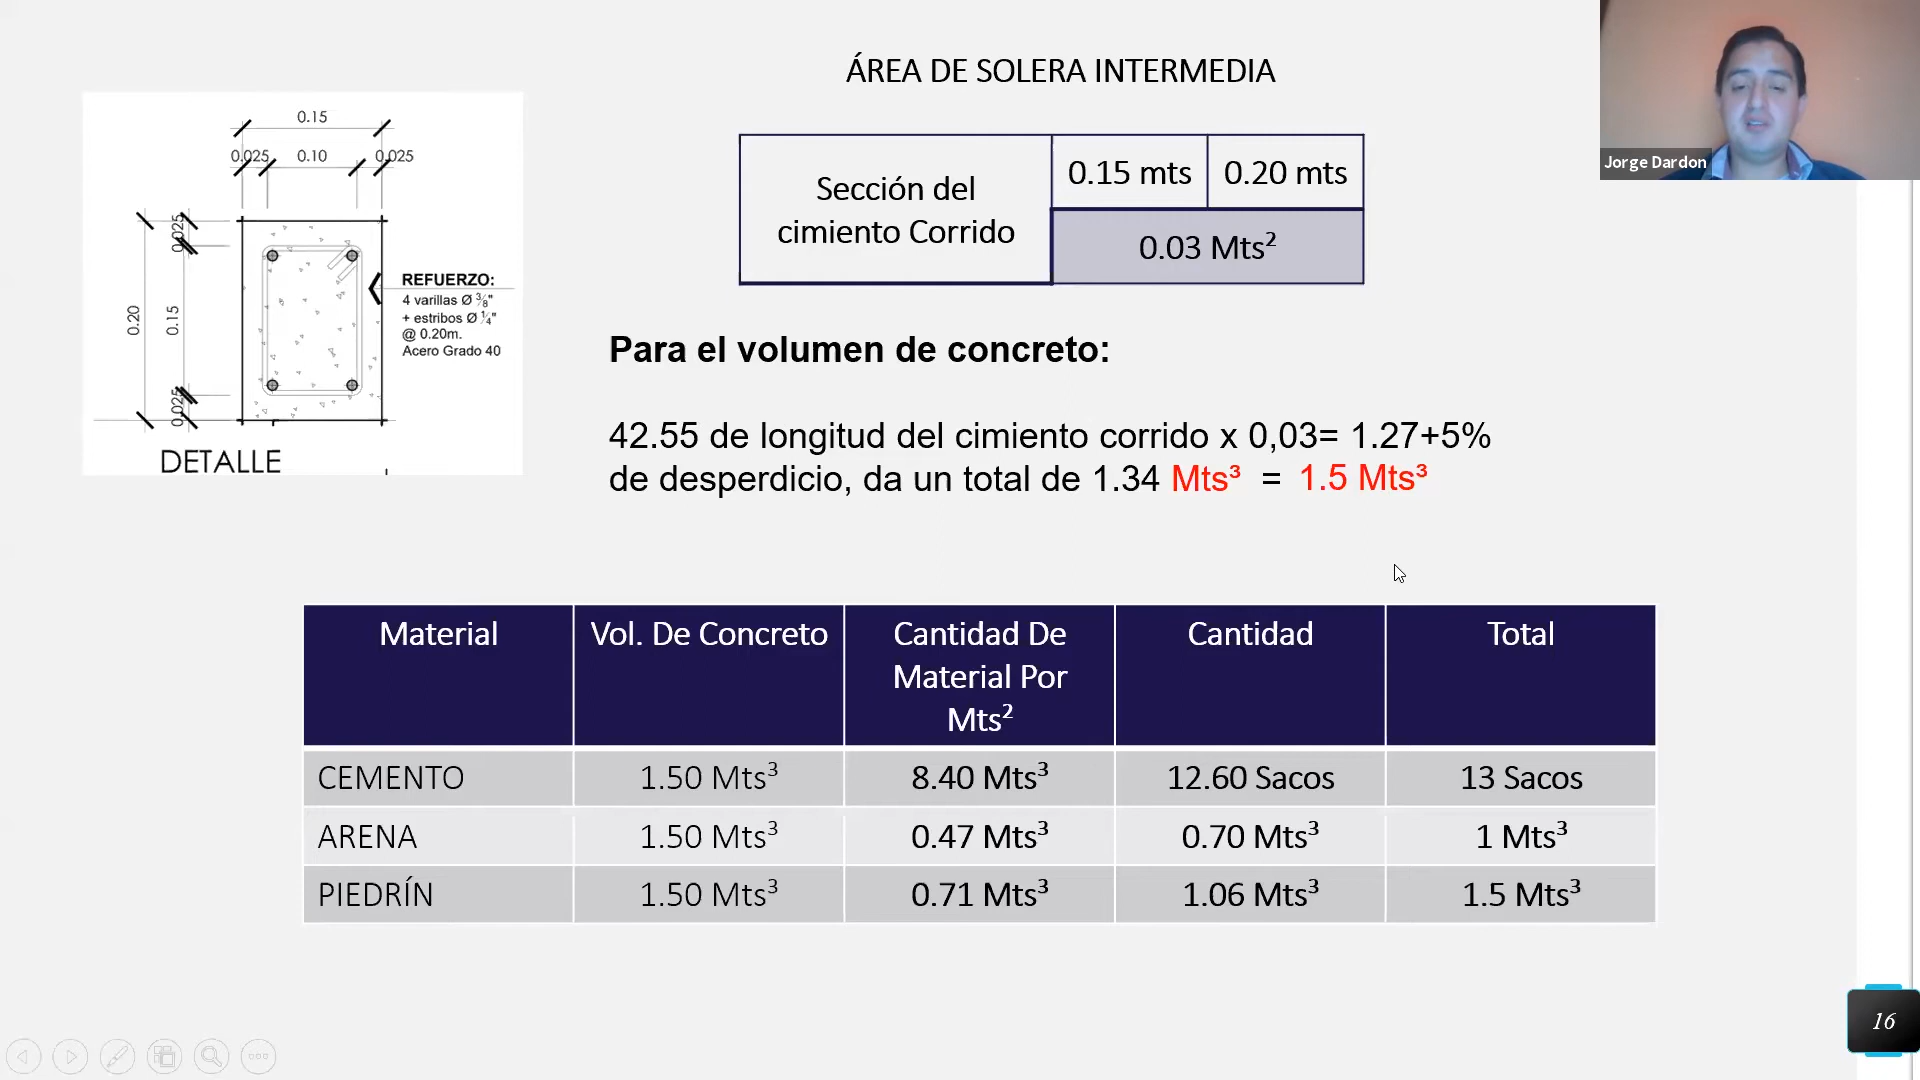 ÁREA DE SOLERA INTERMEDIA
Jorge Dardon
0.15
0.025 0.10 0.025
0.025
0.20
0.15
0.025
REFUERZO:
4 varillas Ø 3/8"
+ estribos Ø 1/4"
@ 0.20m.
Acero Grado 40
DETALLE
Sección del
cimiento Corrido
0.15 mts 0.20 mts
0.03 Mts²
Para el volumen de concreto:
42.55 de longitud del cimiento corrido x 0,03= 1.27+5%
de desperdicio, da un total de 1.34 Mts³ = 1.5 Mts³
Material Vol. De Concreto Cantidad De Cantidad Total
Material Por
Mts²
CEMENTO 1.50 Mts³ 8.40 Mts³ 12.60 Sacos 13 Sacos
ARENA 1.50 Mts³ 0.47 Mts³ 0.70 Mts³ 1 Mts³
PIEDRÍN 1.50 Mts³ 0.71 Mts³ 1.06 Mts³ 1.5 Mts³
16